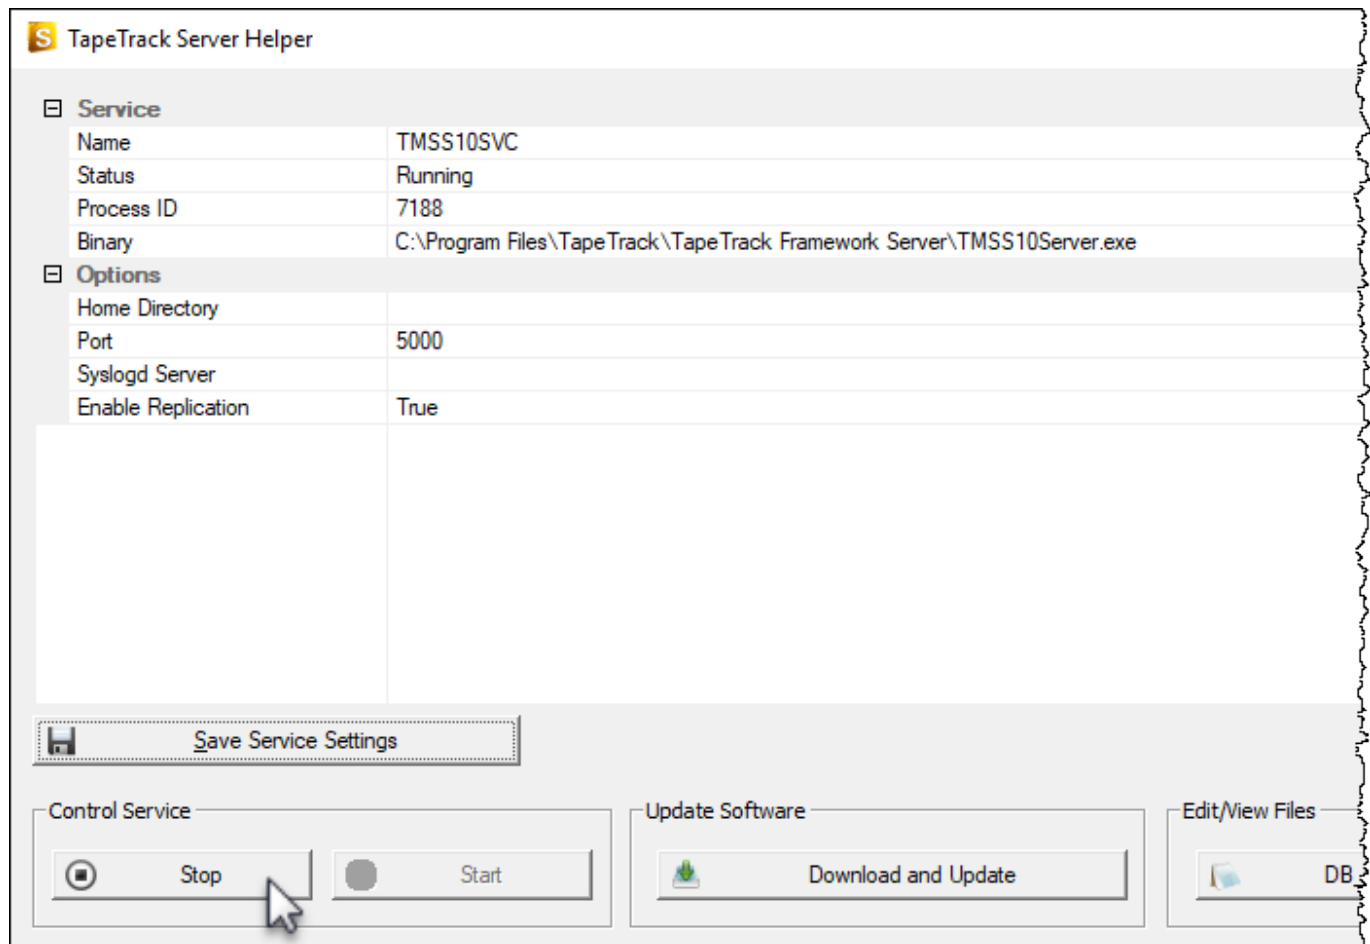 TapeTrack Server Helper
Service
Name TMSS10SVC
Status Running
Process ID 7188
Binary C:\Program Files\TapeTrack\TapeTrack Framework Server\TMSS10Server.exe
Options
Home Directory
Port 5000
Syslogd Server
Enable Replication True
Save Service Settings
Control Service Update Software Edit/View Files
Stop Start Download and Update DB